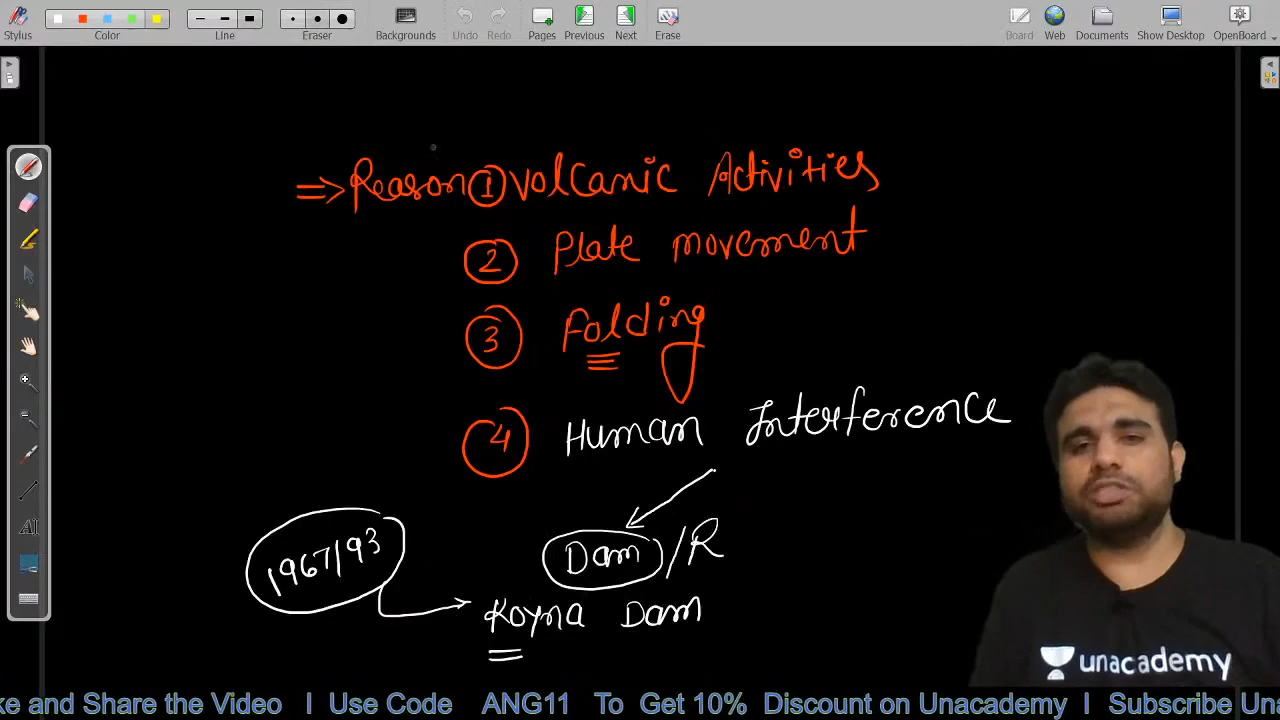 Stylus
Color
Line
Eraser
Backgrounds
Undo
Redo
Pages
Previous
Next
Erase
Board
Web
Documents
Show Desktop
OpenBoard
⇒ Reason ① Volcanic Activities
② Plate movement
③ Folding
④ Human Interference
Dam / R
1967/93
Koyna Dam
unacademy
ke and Share the Video I Use Code ANG11 To Get 10% Discount on Unacademy I Subscribe Una